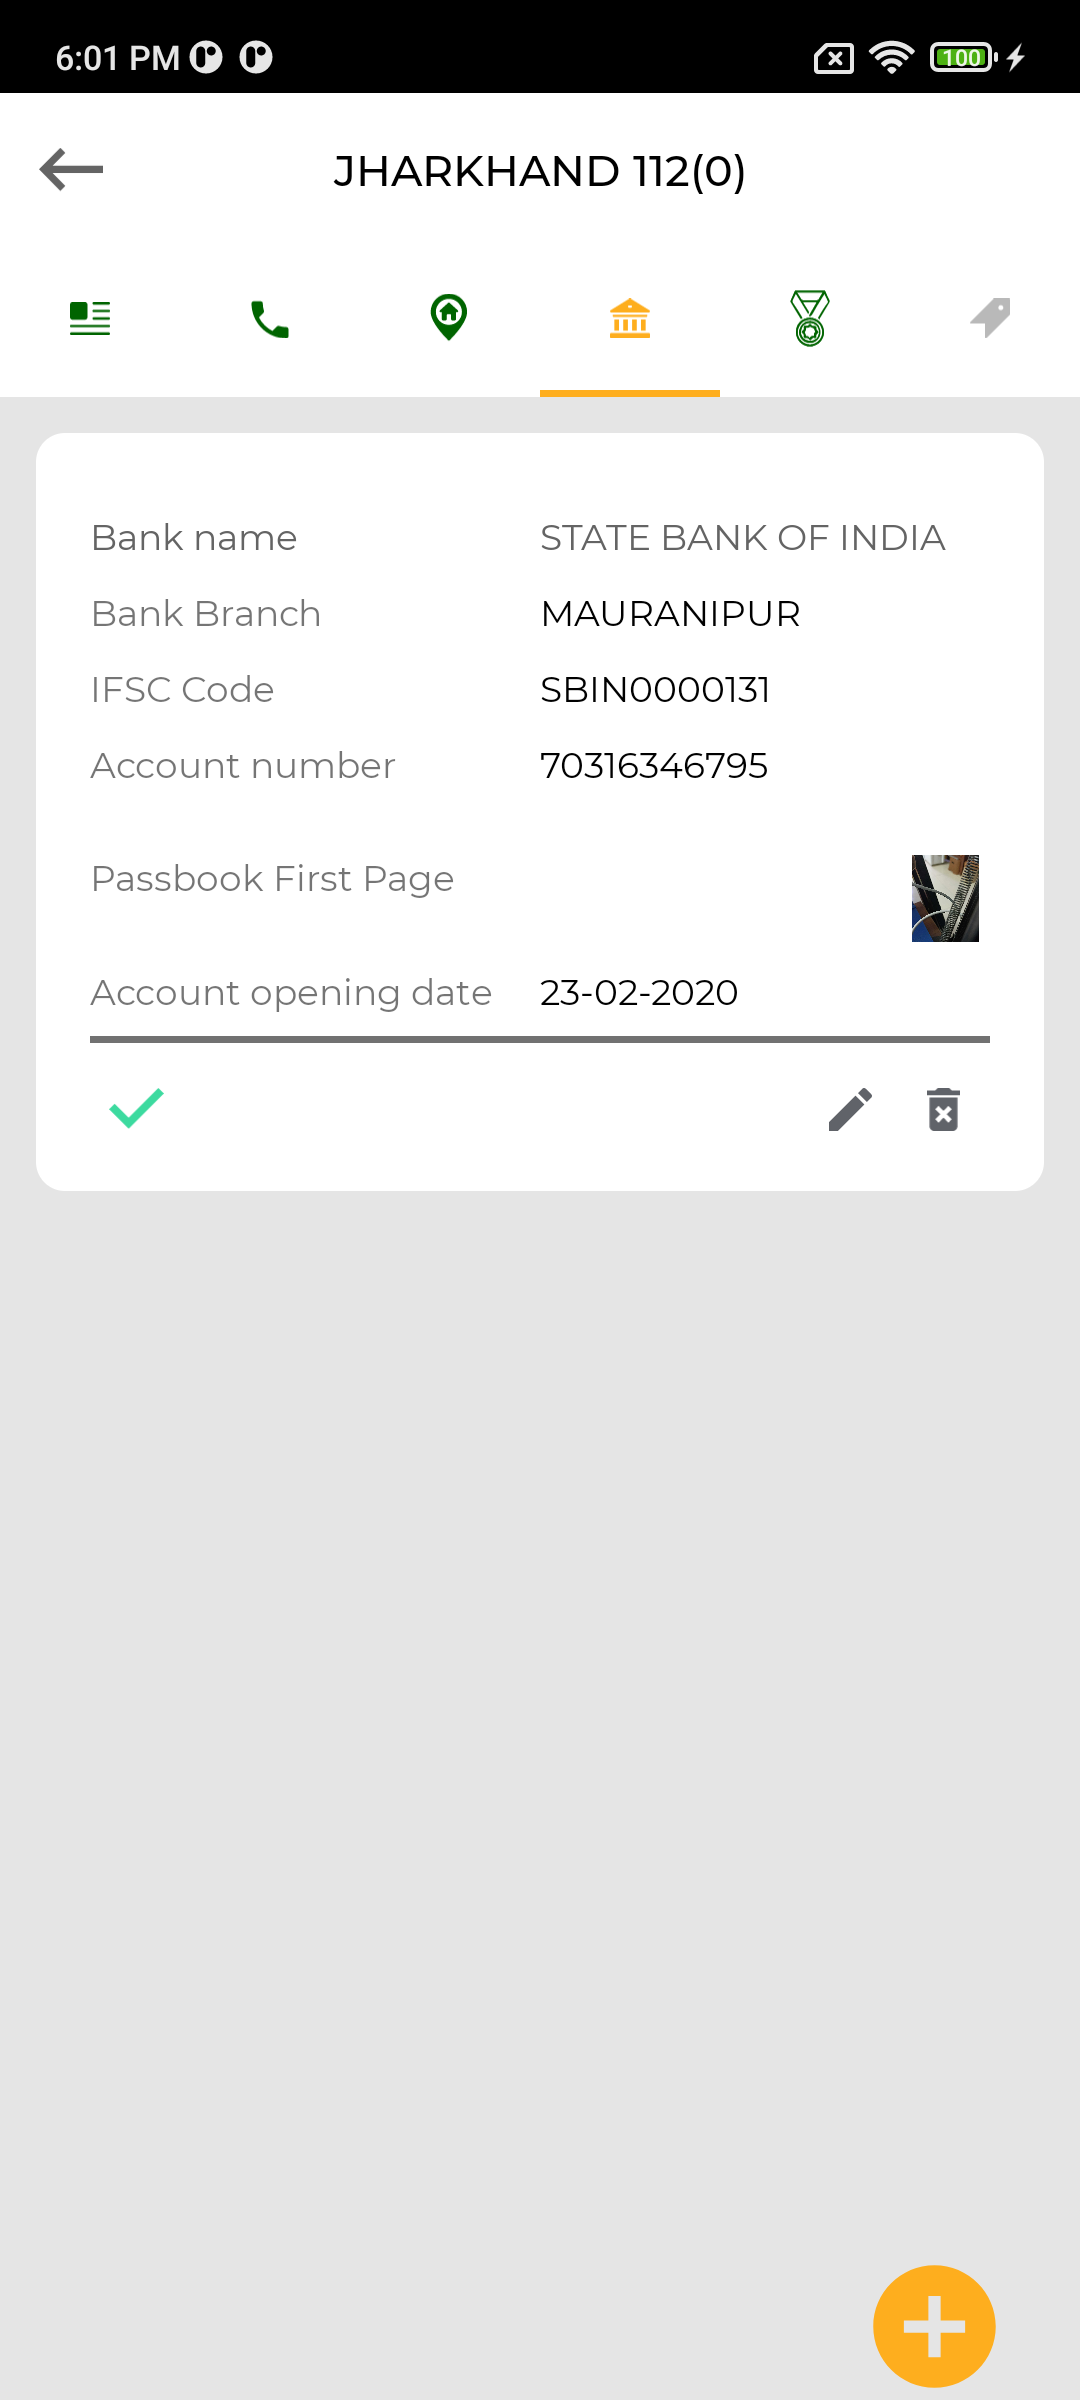 6:01 PM
100
JHARKHAND 112(0)
Bank name STATE BANK OF INDIA
Bank Branch MAURANIPUR
IFSC Code SBIN0000131
Account number 70316346795
Passbook First Page
Account opening date 23-02-2020